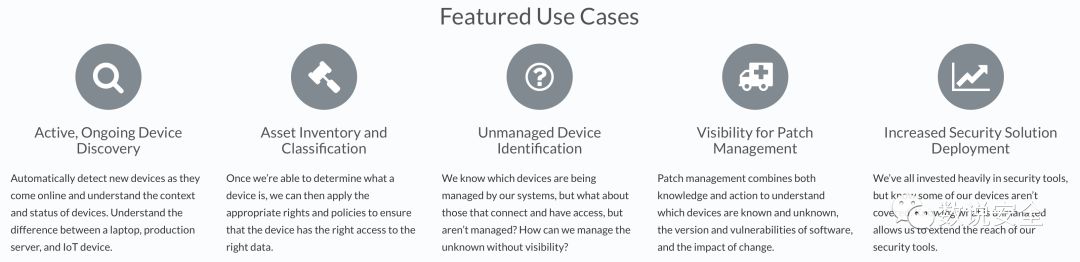 Featured Use Cases
Active, Ongoing Device
Discovery
Automatically detect new devices as they
come online and understand the context
and status of devices. Understand the
difference between a laptop, production
server, and IoT device.
Asset Inventory and
Classification
Once we're able to determine what a
device is, we can then apply the
appropriate rights and policies to ensure
that the device has the right access to the
right data.
Unmanaged Device
Identification
We know which devices are being
managed by our systems, but what about
those that connect and have access, but
aren't managed? How can we manage the
unknown without visibility?
Visibility for Patch
Management
Patch management combines both
knowledge and action to understand
which devices are known and unknown,
the version and vulnerabilities of software,
and the impact of change.
Increased Security Solution
Deployment
We've all invested heavily in security tools,
but know some of our devices aren't
allows us to extend the reach of our
security tools.
数说安全